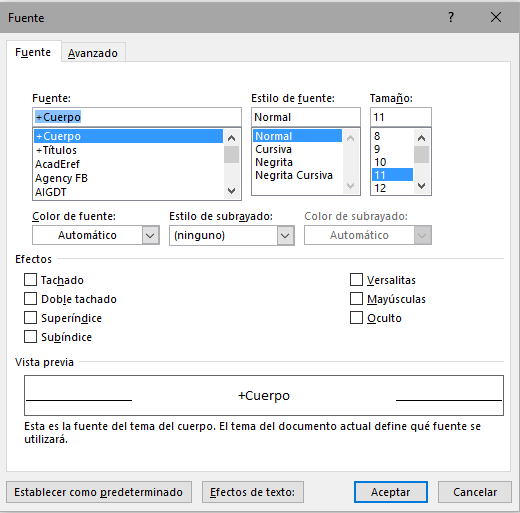 Fuente
?
Fuente
Avanzado
Fuente: Estilo de fuente: Tamaño:
+Cuerpo Normal 11
+Cuerpo Normal 8
+Títulos Cursiva 9
AcadEref Negrita 10
Agency FB Negrita Cursiva 11
AIGDT 12
Color de fuente: Estilo de subrayado: Color de subrayado:
Automático (ninguno) Automático
Efectos
Tachado Versalitas
Doble tachado Mayúsculas
Superíndice Oculto
Subíndice
Vista previa
+Cuerpo
Esta es la fuente del tema del cuerpo. El tema del documento actual define qué fuente se
utilizará.
Establecer como predeterminado Efectos de texto: Aceptar Cancelar